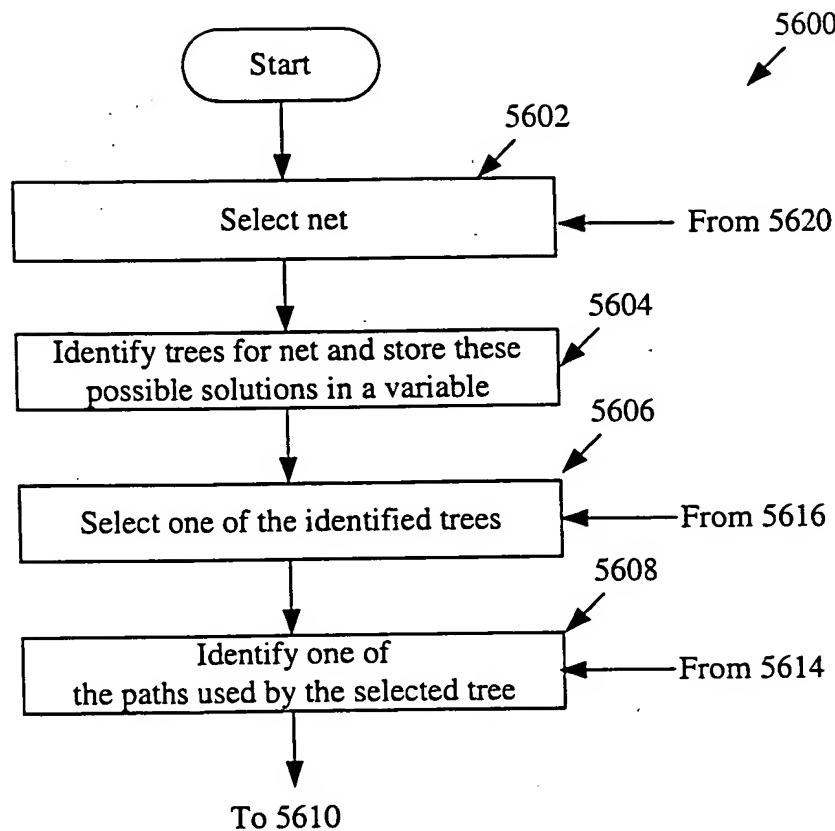 5600
Start
5602
Select net
From 5620
5604
Identify trees for net and store these
possible solutions in a variable
5606
Select one of the identified trees
From 5616
5608
Identify one of
the paths used by the selected tree
From 5614
To 5610